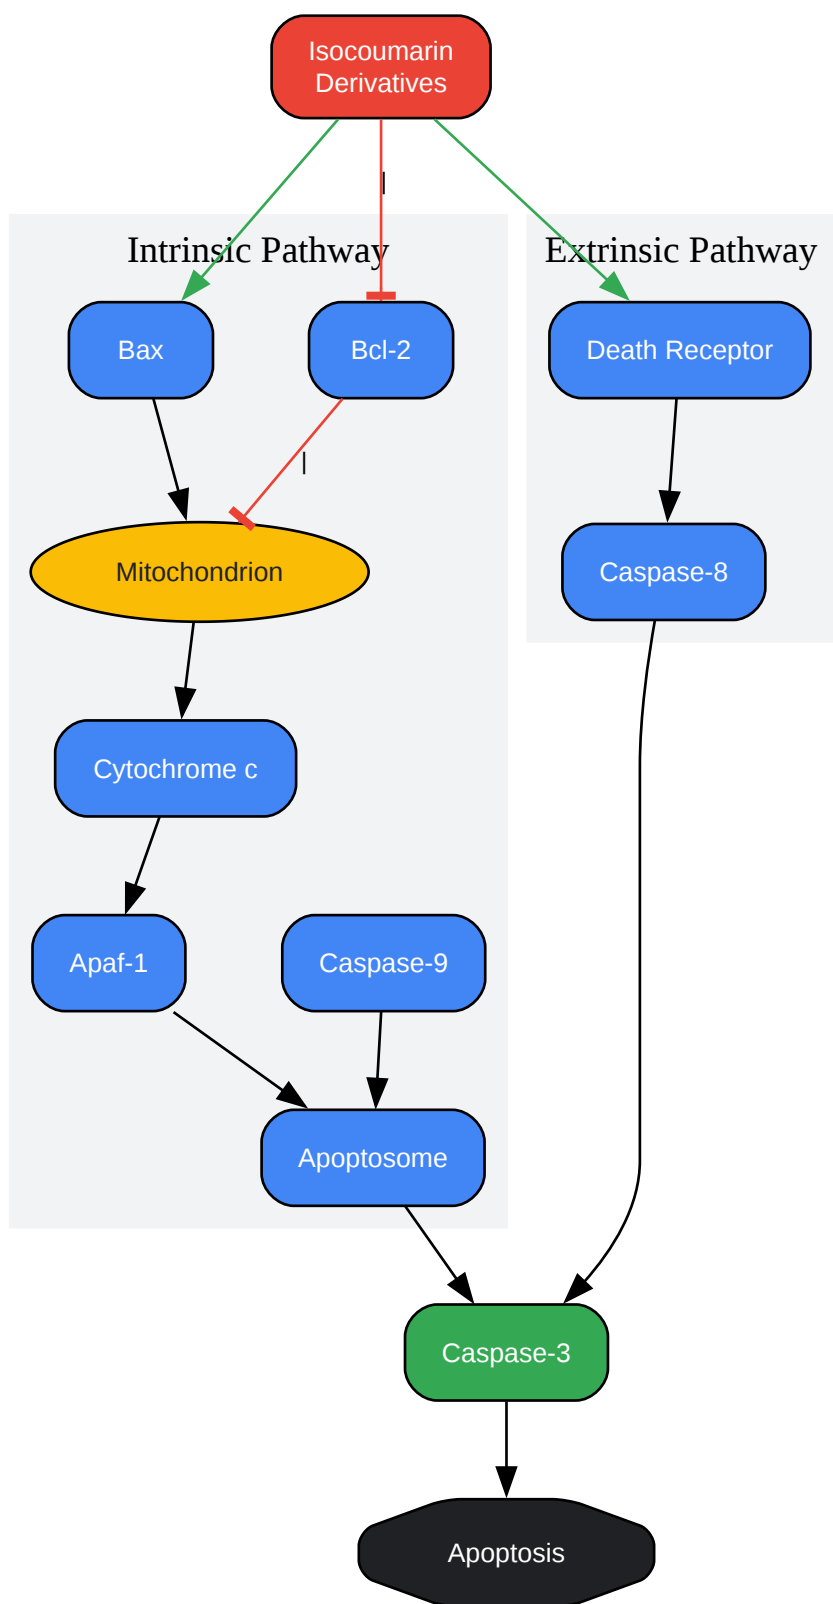 Isocoumarin
Derivatives
|
Intrinsic Pathway
Extrinsic Pathway
Bax
Bcl-2
Death Receptor
|
Mitochondrion
Caspase-8
Cytochrome c
Apaf-1
Caspase-9
Apoptosome
Caspase-3
Apoptosis